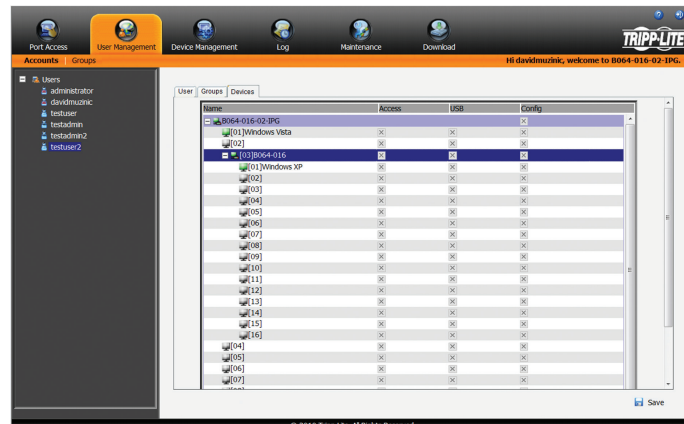 TRIPP·LITE
Port Access
User Management
Device Management
Log
Maintenance
Download
Accounts
Groups
Hi davidmuzinic, welcome to B064-016-02-IPG.
Users
administrator
davidmuzinic
testuser
testadmin
testadmin2
testuser2
User
Groups
Devices
Name
Access
USB
Config
B064-016-02-IPG
[01]Windows Vista
[02]
[03]B064-016
[01]Windows XP
[02]
[03]
[04]
[05]
[06]
[07]
[08]
[09]
[10]
[11]
[12]
[13]
[14]
[15]
[16]
[04]
[05]
[06]
[07]
Save